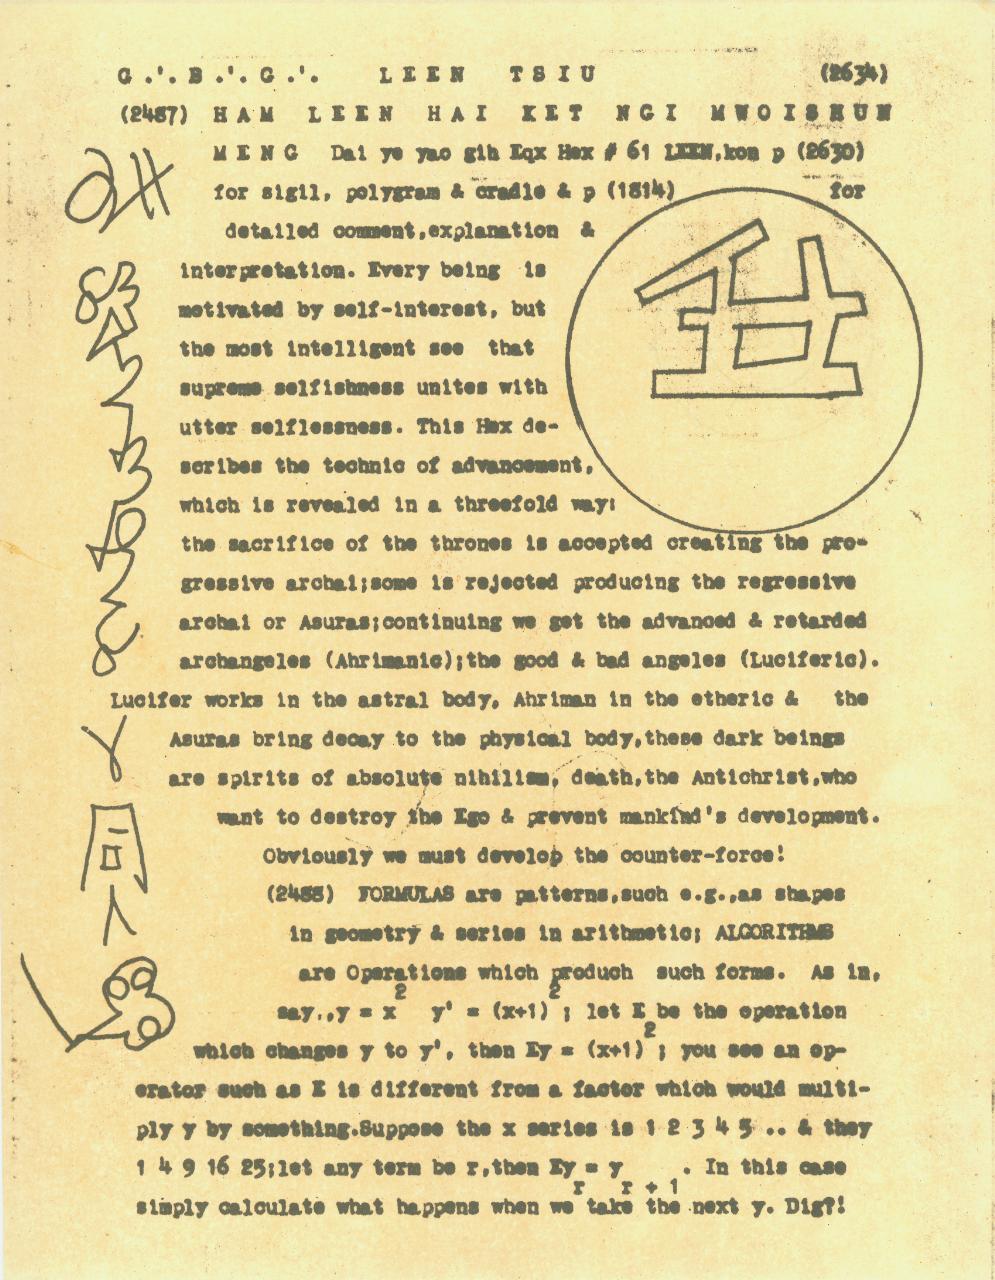 G.'. B.'. G.'. LEEN TSIU (2634)
(2487) HAM LEEN HAI KET NGI MWOISHUN
MENG Dai ye yao gih Eqx Hex # 61 LEEN,kon p (2630)
for sigil, polygram & cradle & p (1814) for
detailed comment,explanation &
interpretation. Every being is
motivated by self-interest, but
the most intelligent see that
supreme selfishness unites with
utter selflessness. This Hex de-
scribes the technic of advancement,
which is revealed in a threefold way:
the sacrifice of the thrones is accepted creating the pro-
gressive archai;some is rejected producing the regressive
archai or Asuras;continuing we get the advanced & retarded
archangeles (Ahrimanic);the good & bad angeles (Luciferic).
Lucifer works in the astral body, Ahriman in the etheric & the
Asuras bring decay to the physical body,these dark beings
are spirits of absolute nihilism, death,the Antichrist,who
want to destroy the Ego & prevent mankind's development.
Obviously we must develop the counter-force!
(2488) FORMULAS are patterns,such e.g.,as shapes
in geometry & series in arithmetic; ALGORITHMS
are Operations which produch such forms. As in,
say,,y = x² y' = (x+1)²; let E be the operation
which changes y to y', then Ey = (x+1)²; you see an op-
erator such as E is different from a factor which would multi-
ply y by something.Suppose the x series is 1 2 3 4 5 .. & they
1 4 9 16 25;let any term be r,then Ey_r = y_r + 1. In this case
simply calculate what happens when we take the next y. Dig?!